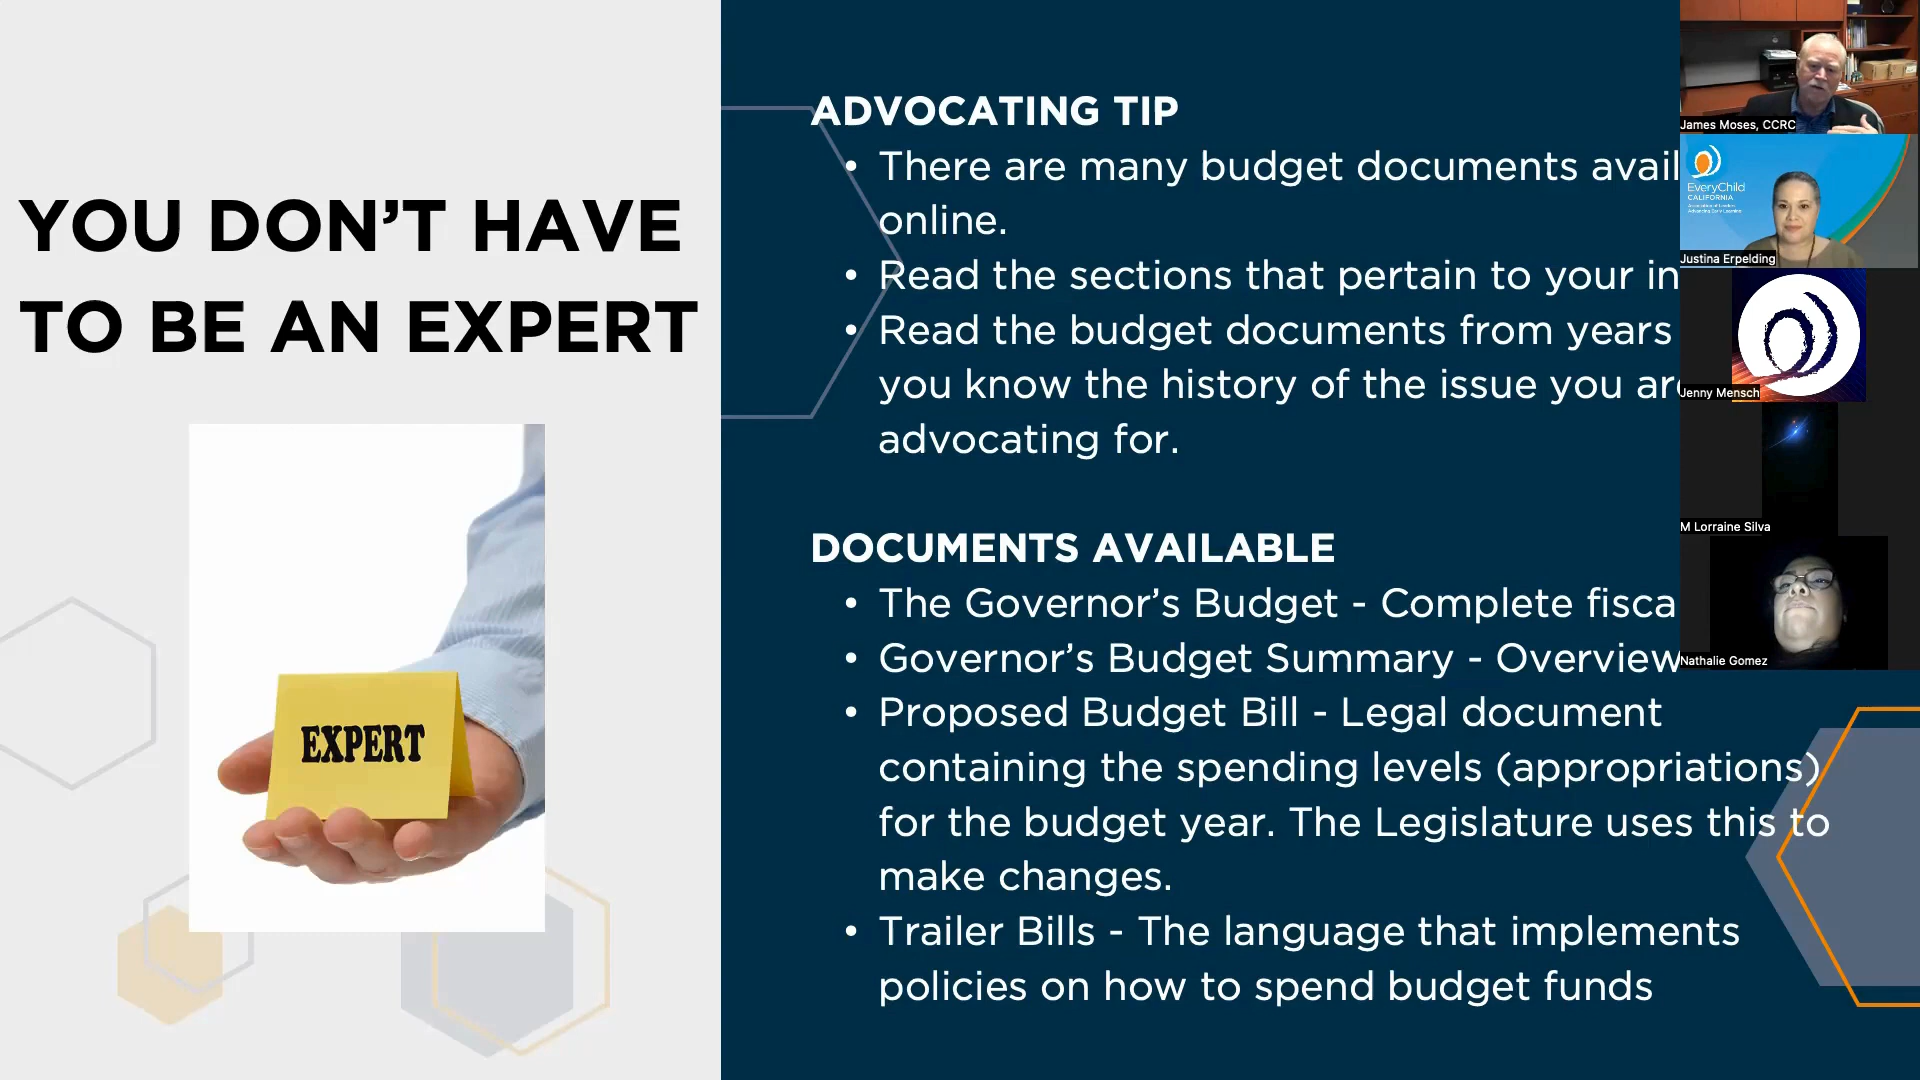 YOU DON’T HAVE
TO BE AN EXPERT
EXPERT
ADVOCATING TIP
• There are many budget documents avail
online.
• Read the sections that pertain to your in
• Read the budget documents from years
you know the history of the issue you are
advocating for.
DOCUMENTS AVAILABLE
• The Governor’s Budget - Complete fisca
• Governor’s Budget Summary - Overview
• Proposed Budget Bill - Legal document
containing the spending levels (appropriations)
for the budget year. The Legislature uses this to
make changes.
• Trailer Bills - The language that implements
policies on how to spend budget funds
James Moses, CCRC
EveryChild
CALIFORNIA
Advancing Early Learning
Justina Erpelding
Jenny Mensch
M Lorraine Silva
Nathalie Gomez